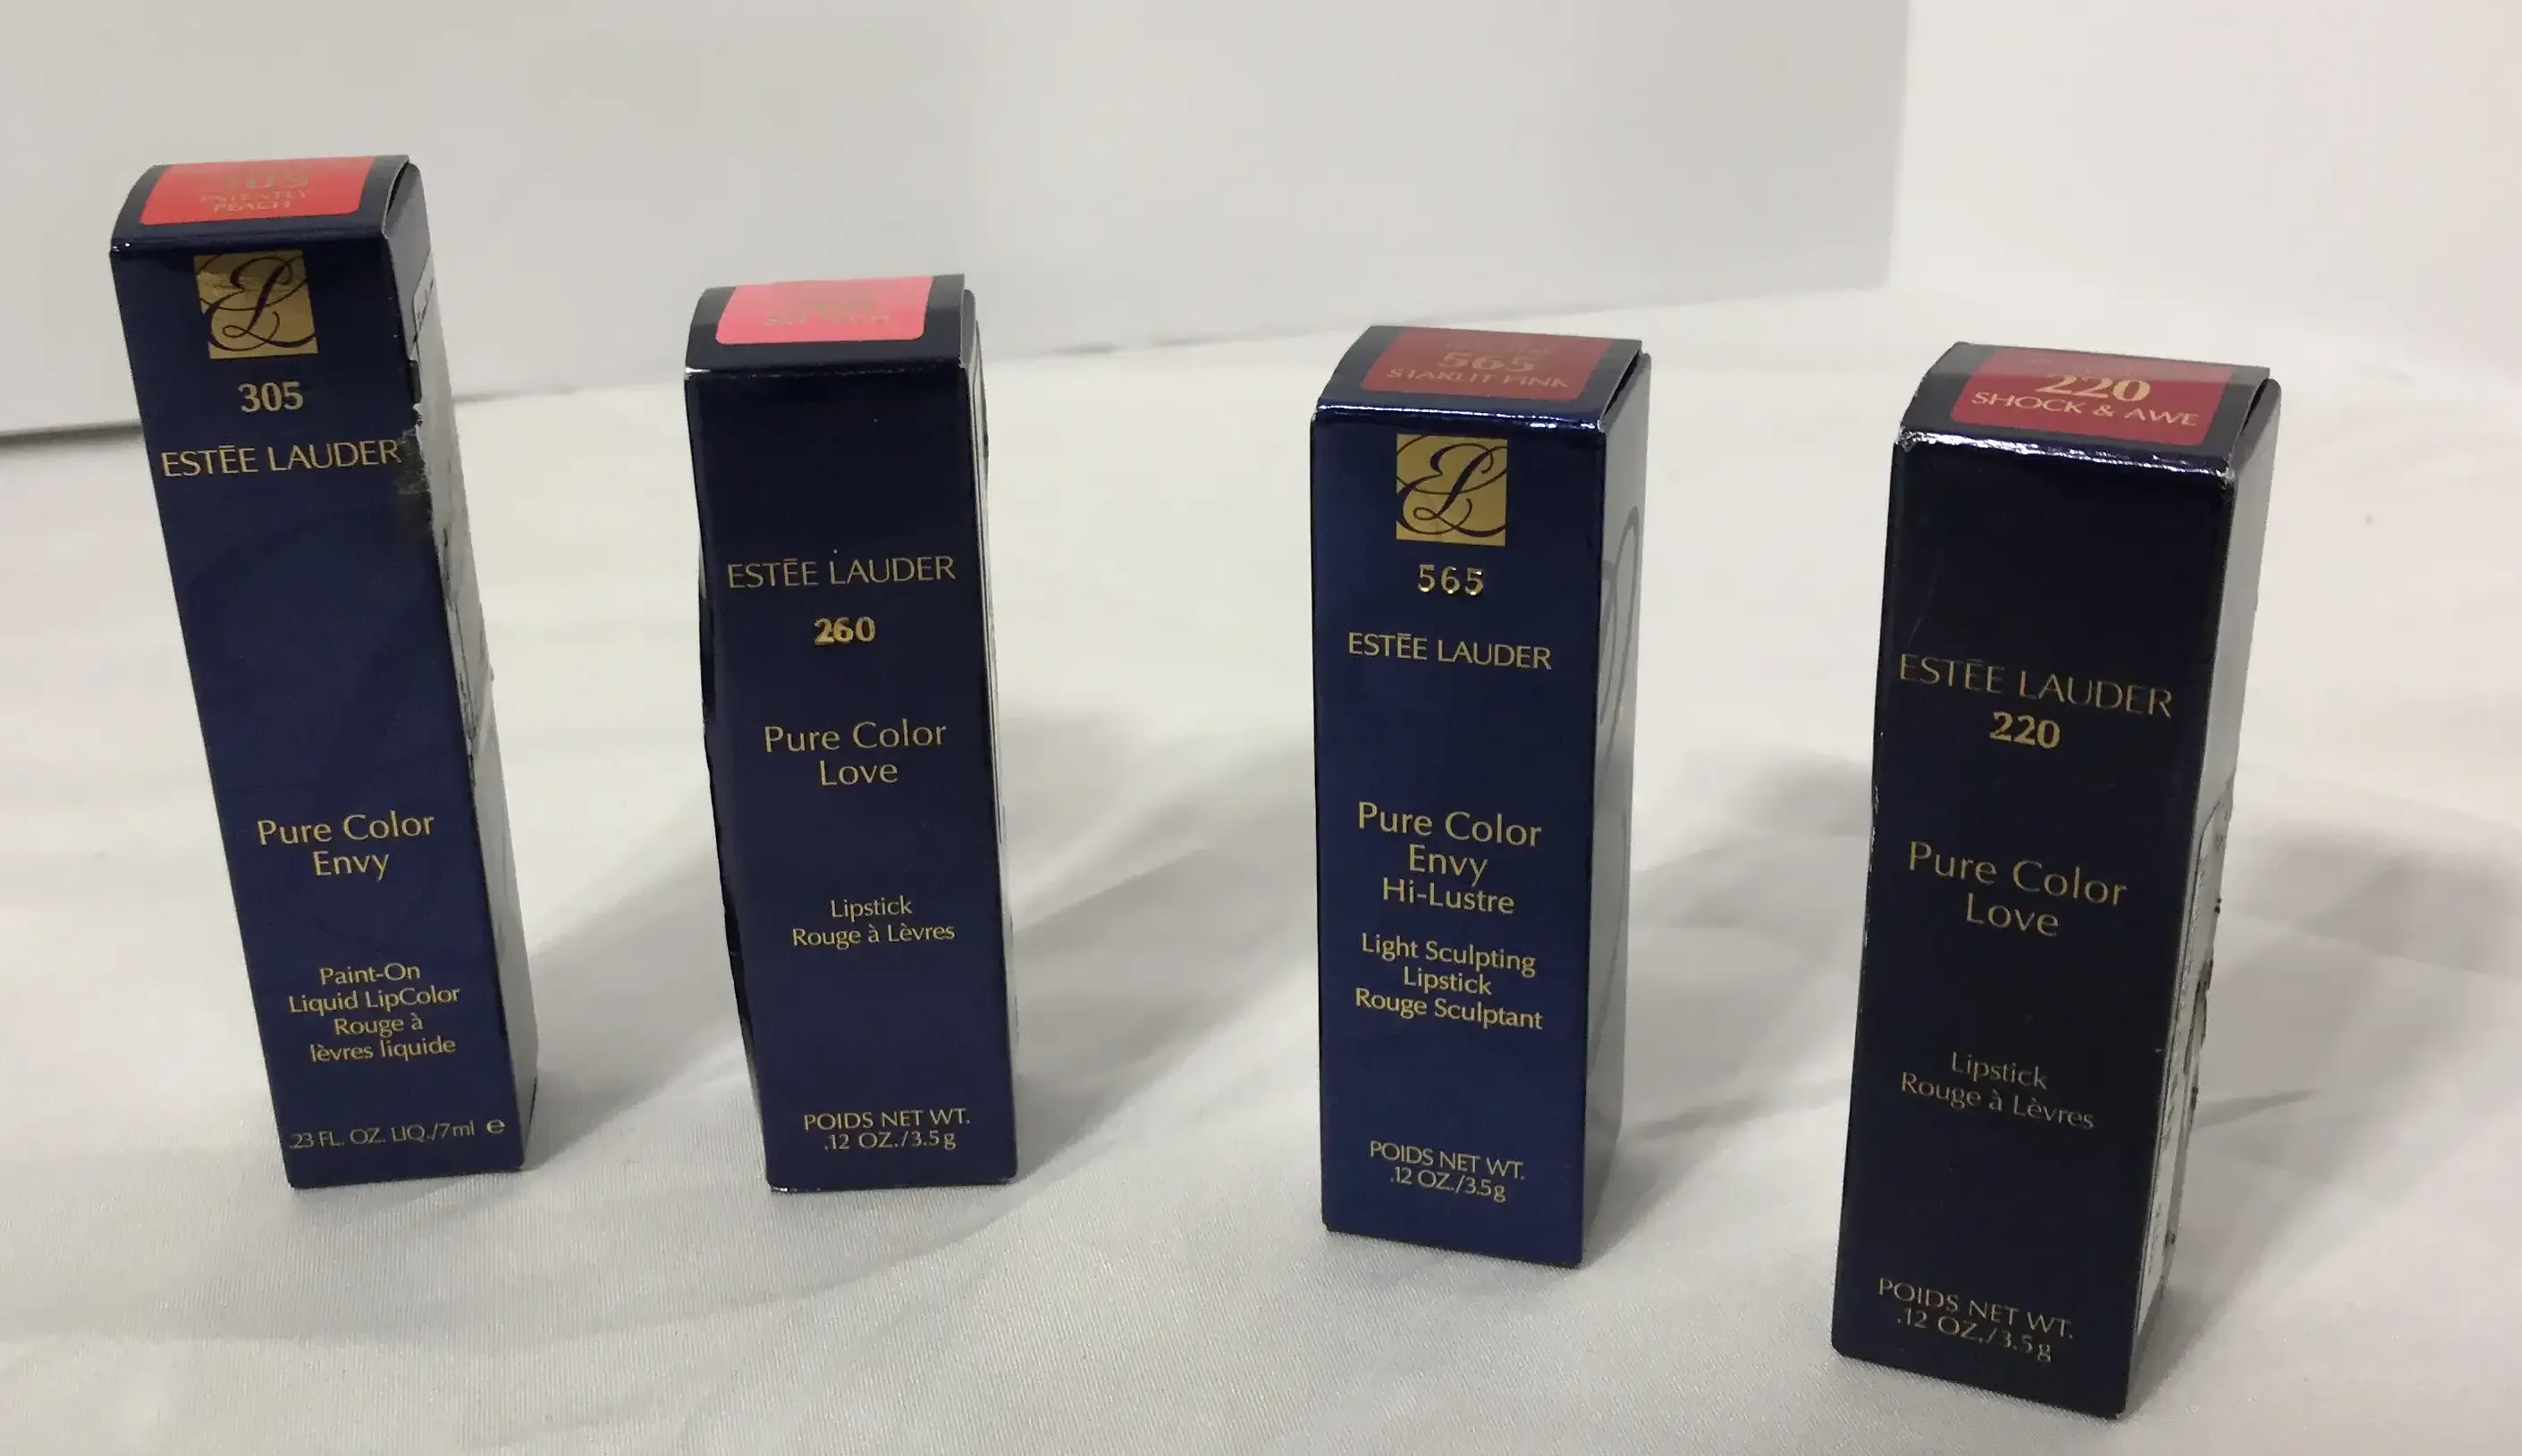 305
PEACH
305
ESTĒE LAUDER
Pure Color
Envy
Paint-On
Liquid LipColor
Rouge à
lèvres liquide
.23 FL. OZ. LIQ./7ml e
ESTĒE LAUDER
260
Pure Color
Love
Lipstick
Rouge à Lèvres
POIDS NET WT.
.12 OZ./3.5g
565
STARLIT PINK
565
ESTĒE LAUDER
Pure Color
Envy
Hi-Lustre
Light Sculpting
Lipstick
Rouge Sculptant
POIDS NET WT.
.12 OZ./3.5g
220
SHOCK & AWE
ESTĒE LAUDER
220
Pure Color
Love
Lipstick
Rouge à Lèvres
POIDS NET WT.
.12 OZ./3.5g